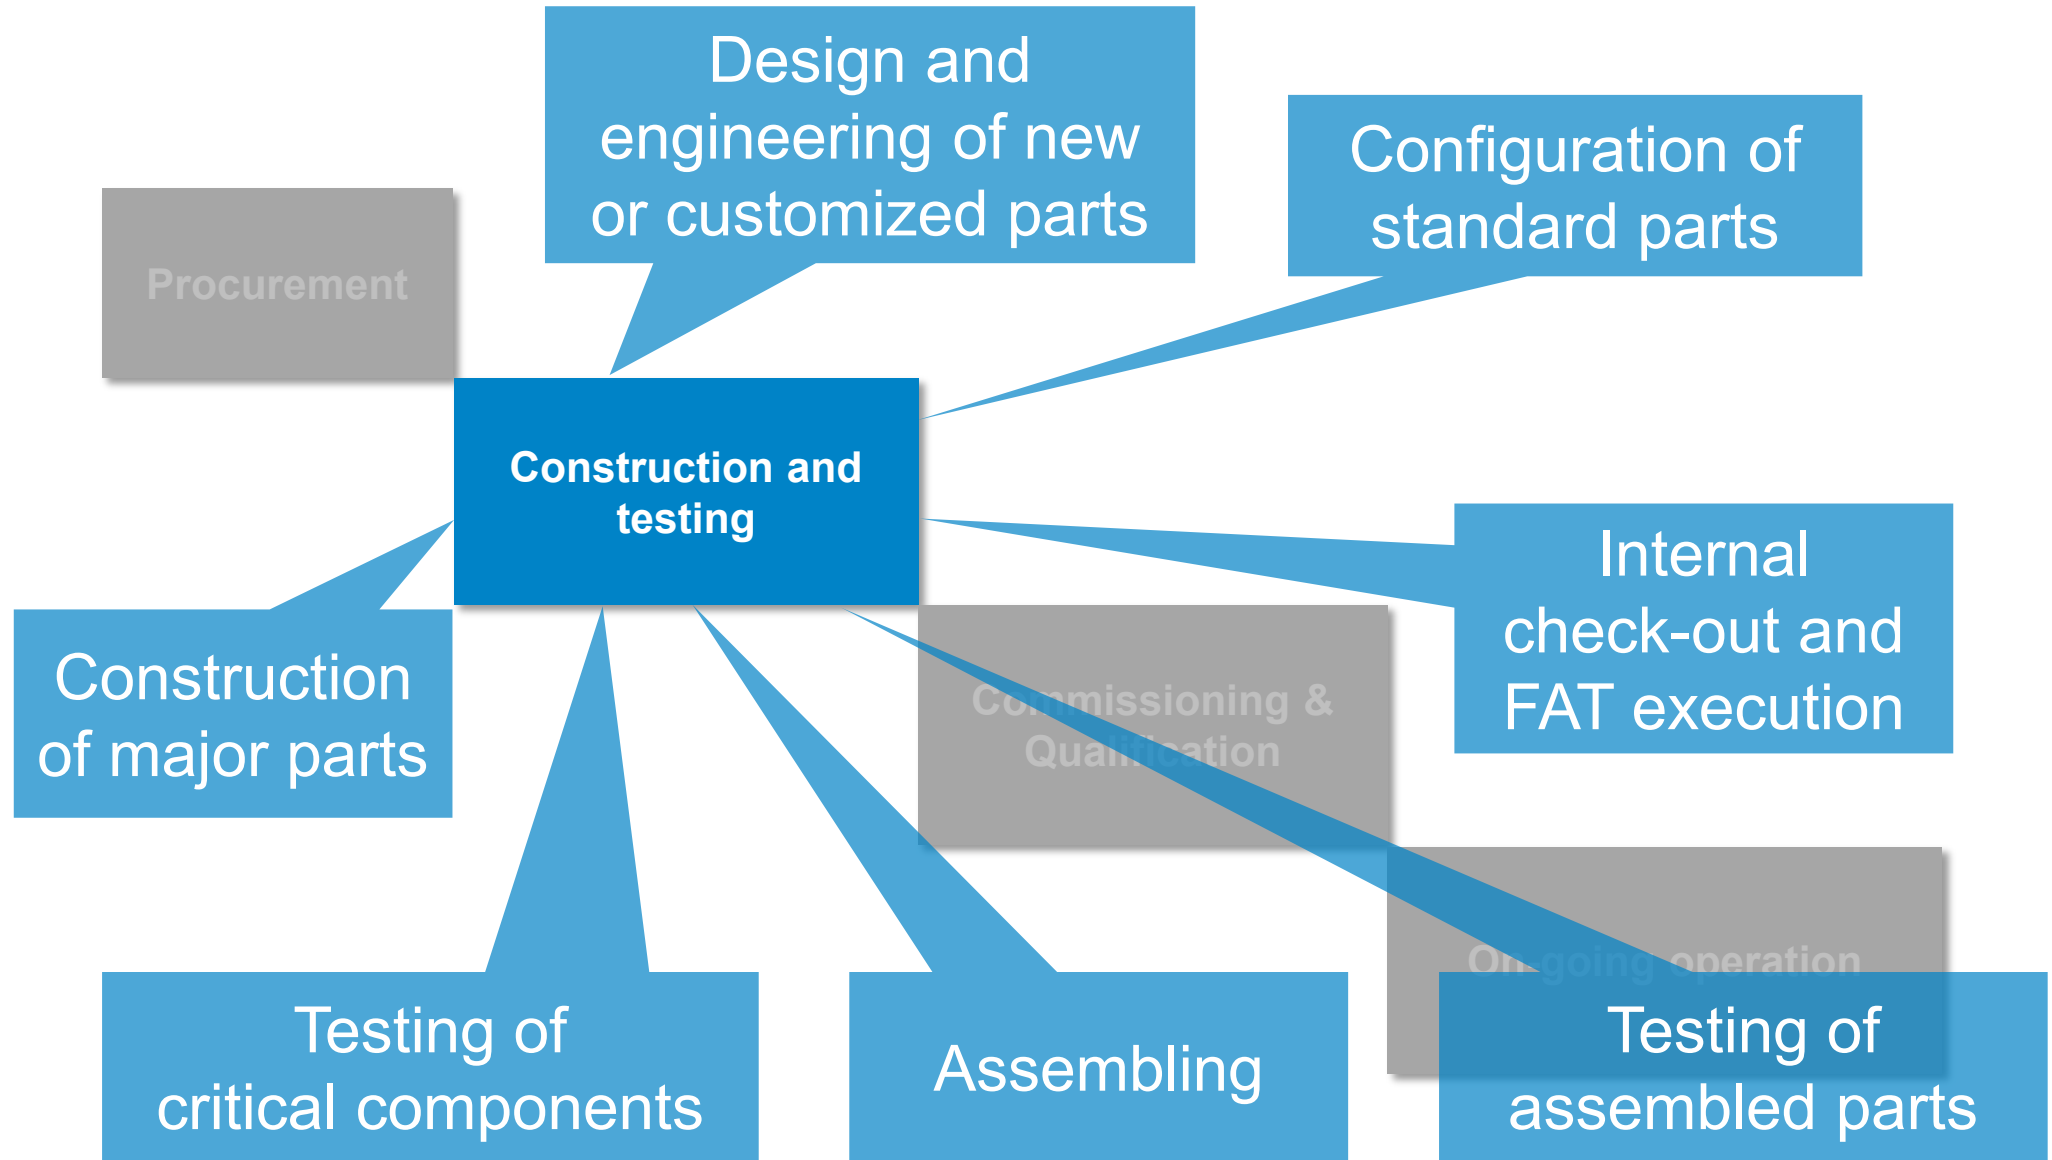 Design and
engineering of new
or customized parts
Configuration of
standard parts
Procurement
Construction and
testing
Internal
check-out and
FAT execution
Construction
of major parts
Commissioning &
Qualification
On-going operation
Testing of
critical components
Assembling
Testing of
assembled parts